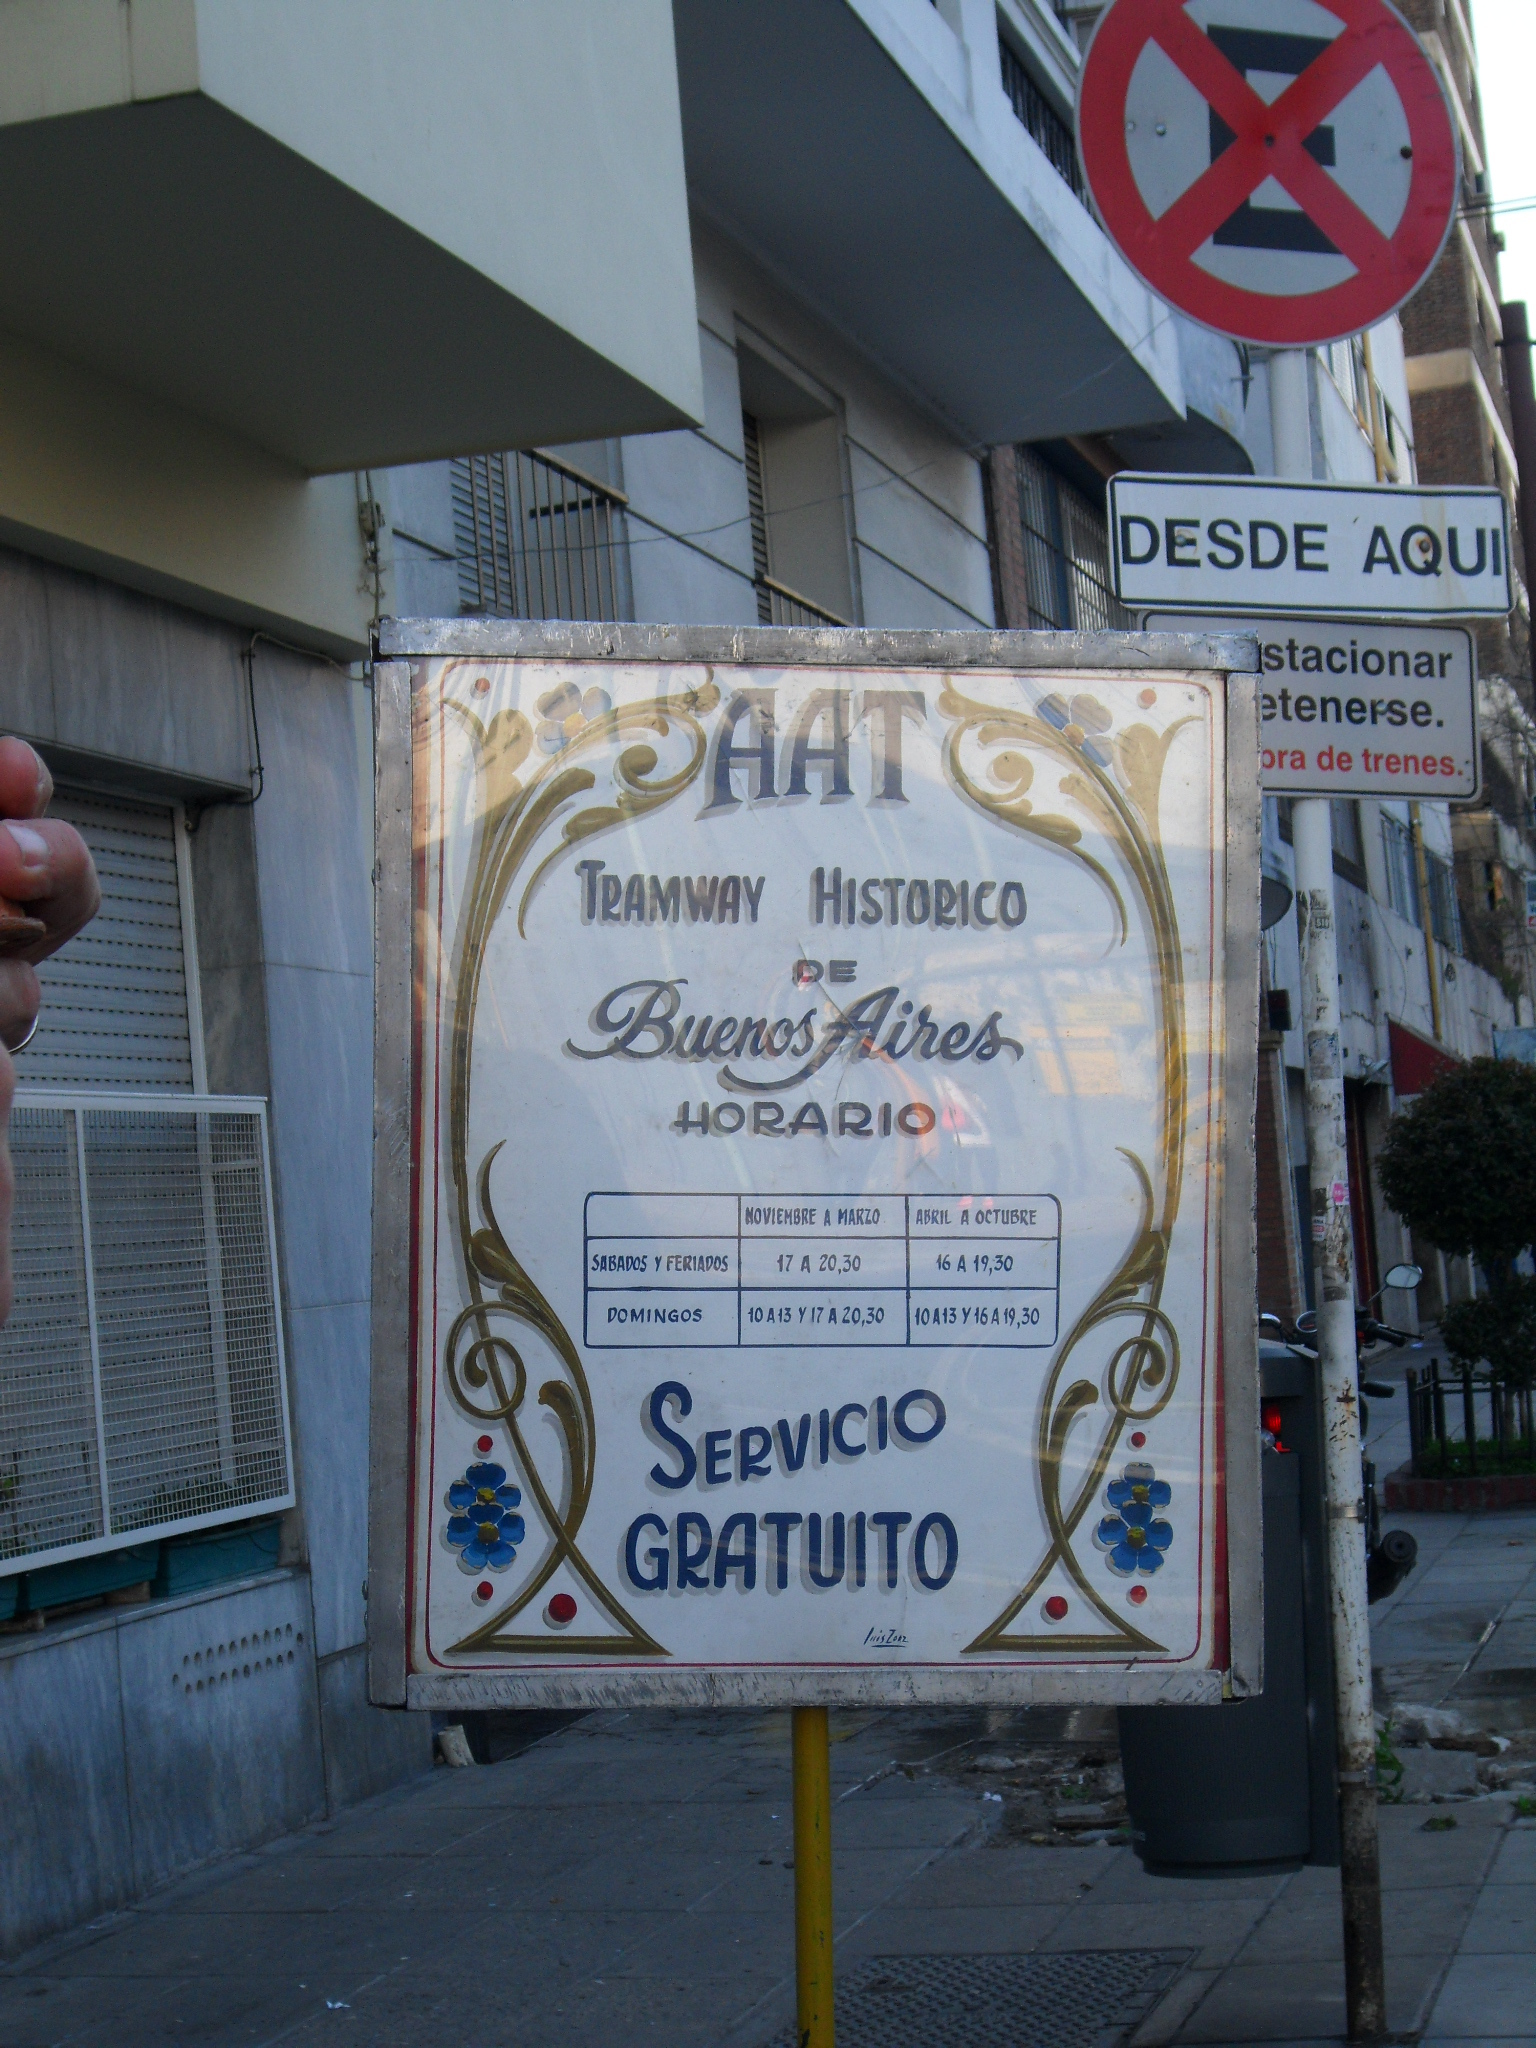 E
DESDE AQUI
stacionar
etenerse.
bra de trenes.
AAT
TRAMWAY HISTORICO
DE
Buenos Aires
HORARIO
NOVIEMBRE A MARZO ABRIL A OCTUBRE
SABADOS Y FERIADOS 17 A 20,30 16 A 19,30
DOMINGOS 10 A 13 Y 17 A 20,30 10 A 13 Y 16 A 19,30
SERVICIO
GRATUITO